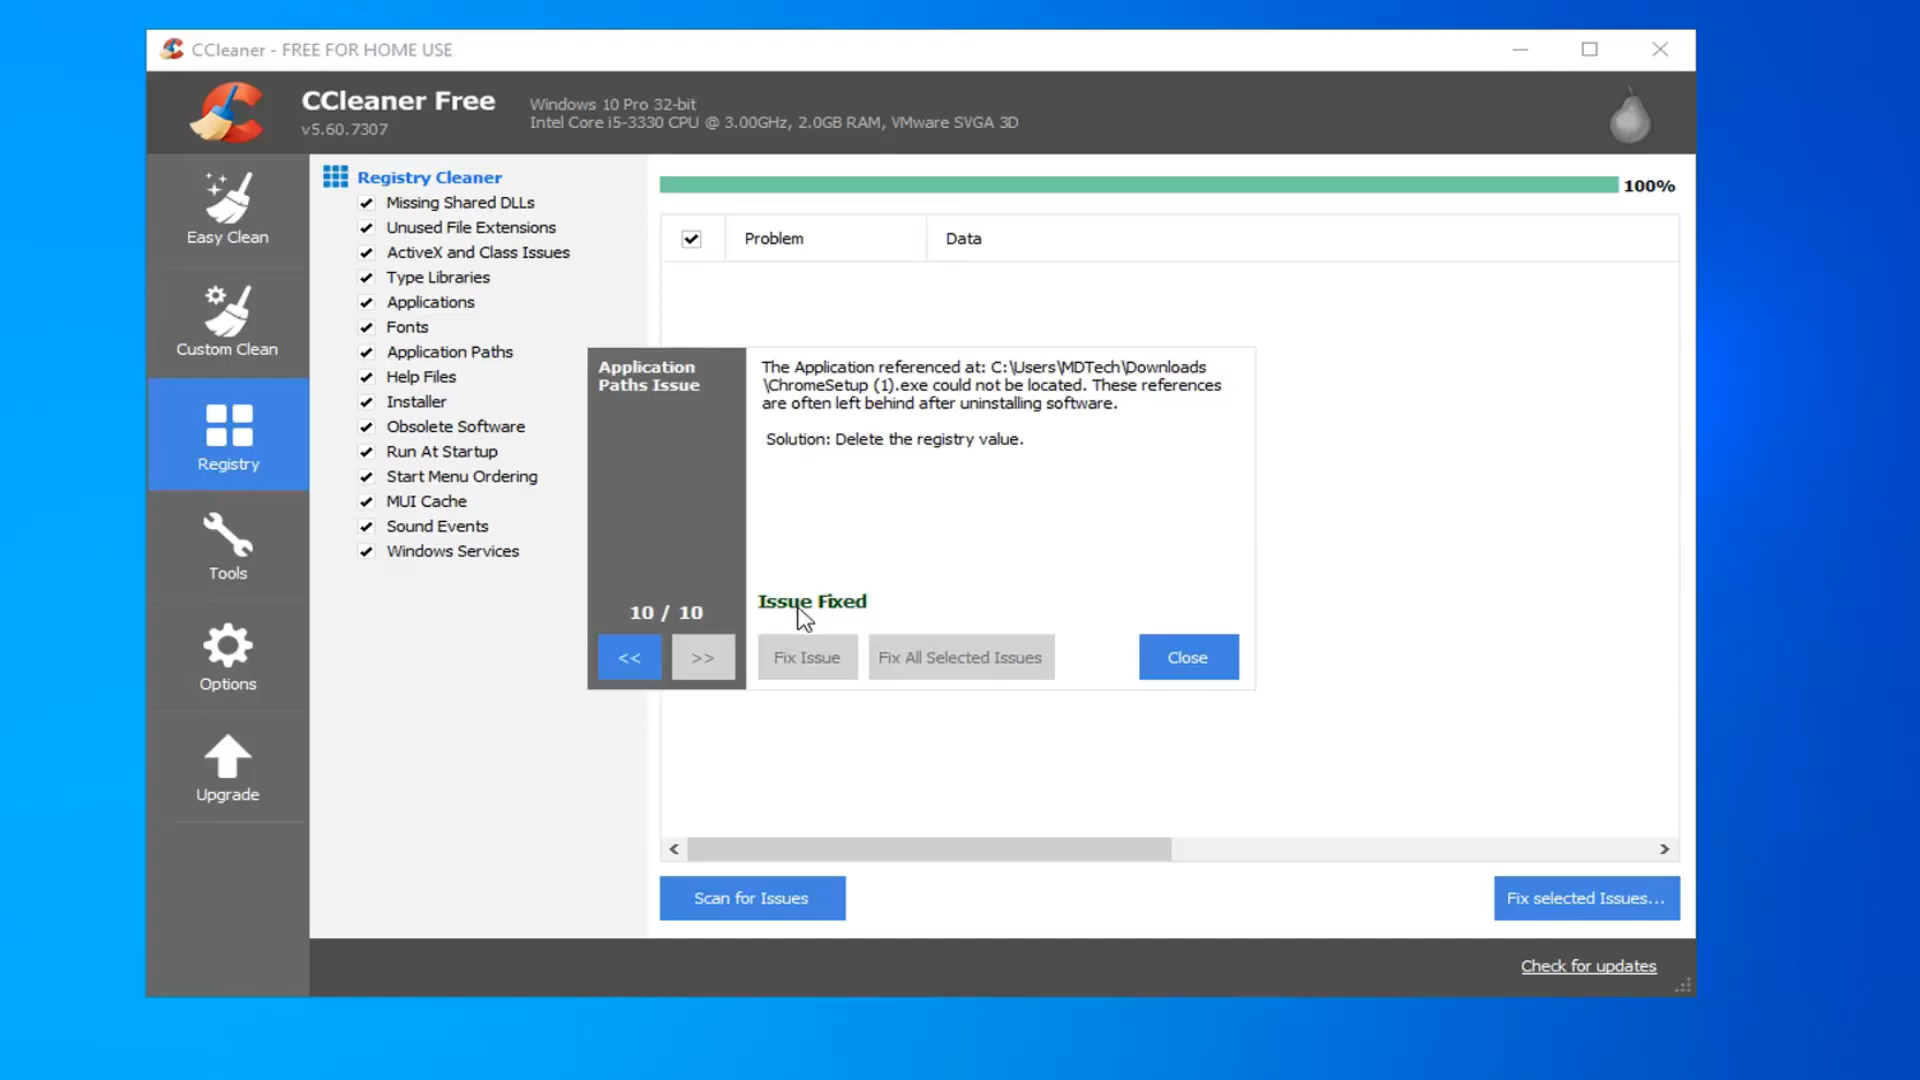 CCleaner - FREE FOR HOME USE
CCleaner Free
v5.60.7307
Windows 10 Pro 32-bit
Intel Core i5-3330 CPU @ 3.00GHz, 2.0GB RAM, VMware SVGA 3D
Easy Clean
Custom Clean
Registry
Tools
Options
Upgrade
Registry Cleaner
Missing Shared DLLs
Unused File Extensions
ActiveX and Class Issues
Type Libraries
Applications
Fonts
Application Paths
Help Files
Installer
Obsolete Software
Run At Startup
Start Menu Ordering
MUI Cache
Sound Events
Windows Services
100%
Problem
Data
Application
Paths Issue
10 / 10
<<
>>
The Application referenced at: C:\Users\MDTech\Downloads
\ChromeSetup (1).exe could not be located. These references
are often left behind after uninstalling software.
Solution: Delete the registry value.
Issue Fixed
Fix Issue
Fix All Selected Issues
Close
Scan for Issues
Fix selected Issues...
Check for updates